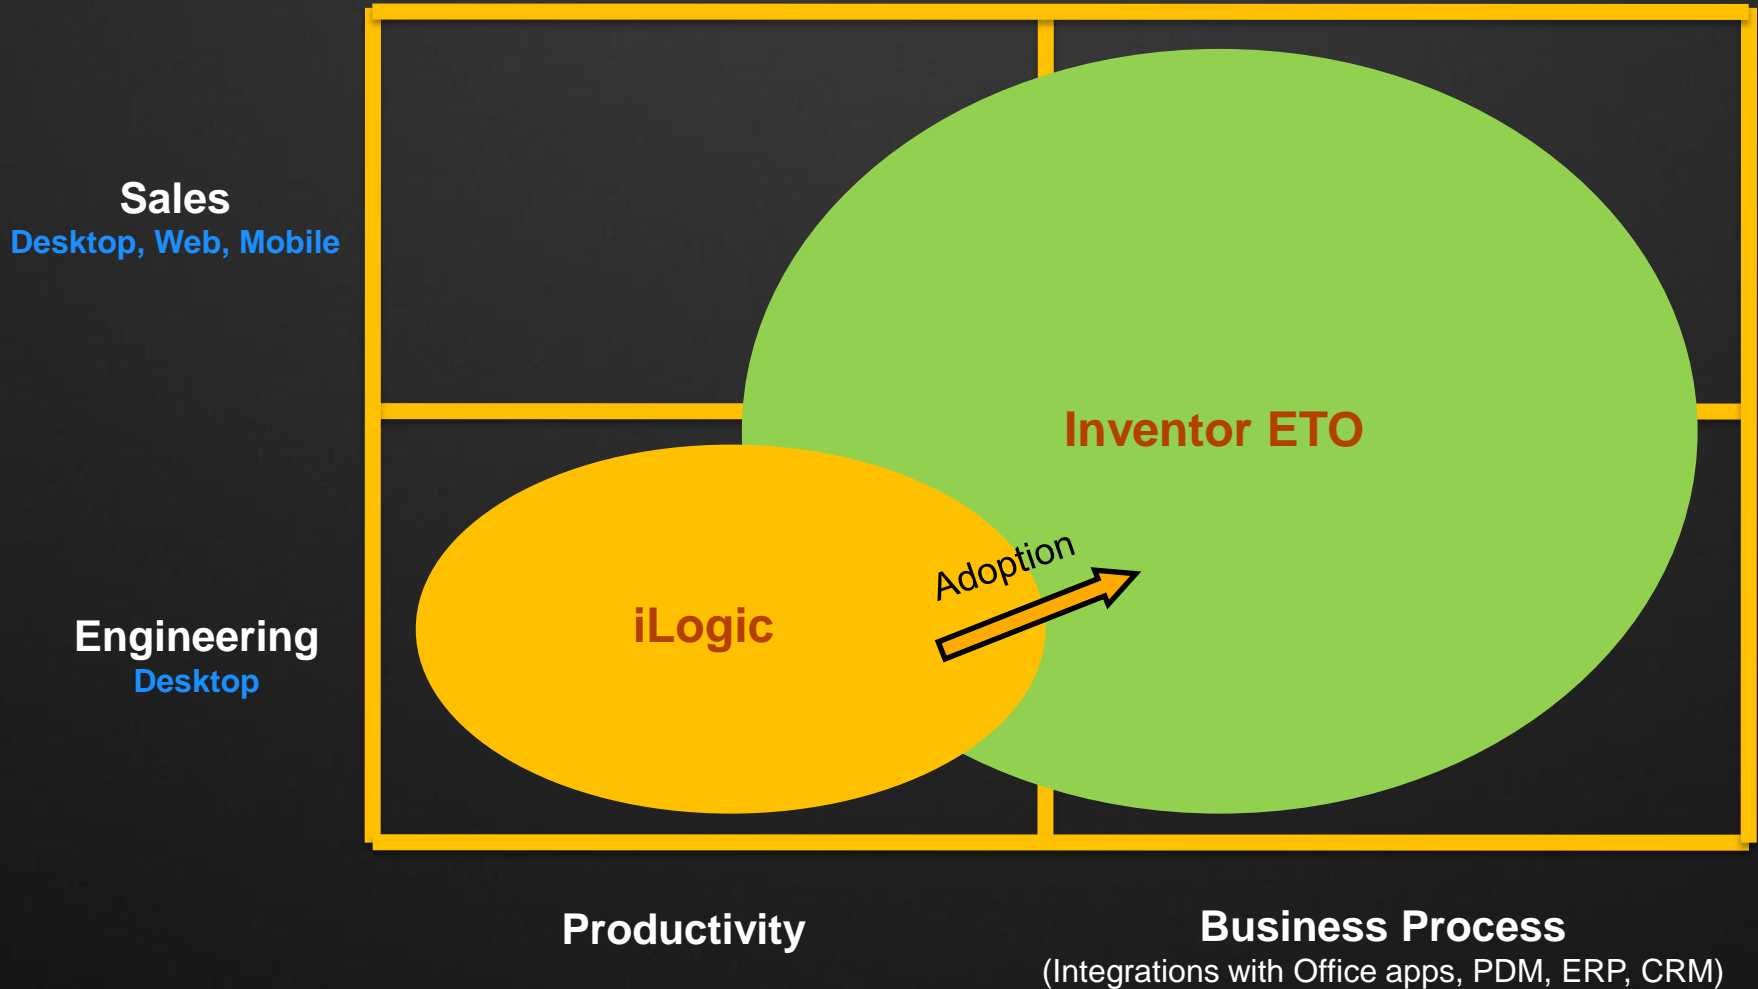 Sales
Desktop, Web, Mobile
Inventor ETO
Adoption
iLogic
Engineering
Desktop
Productivity
Business Process
(Integrations with Office apps, PDM, ERP, CRM)